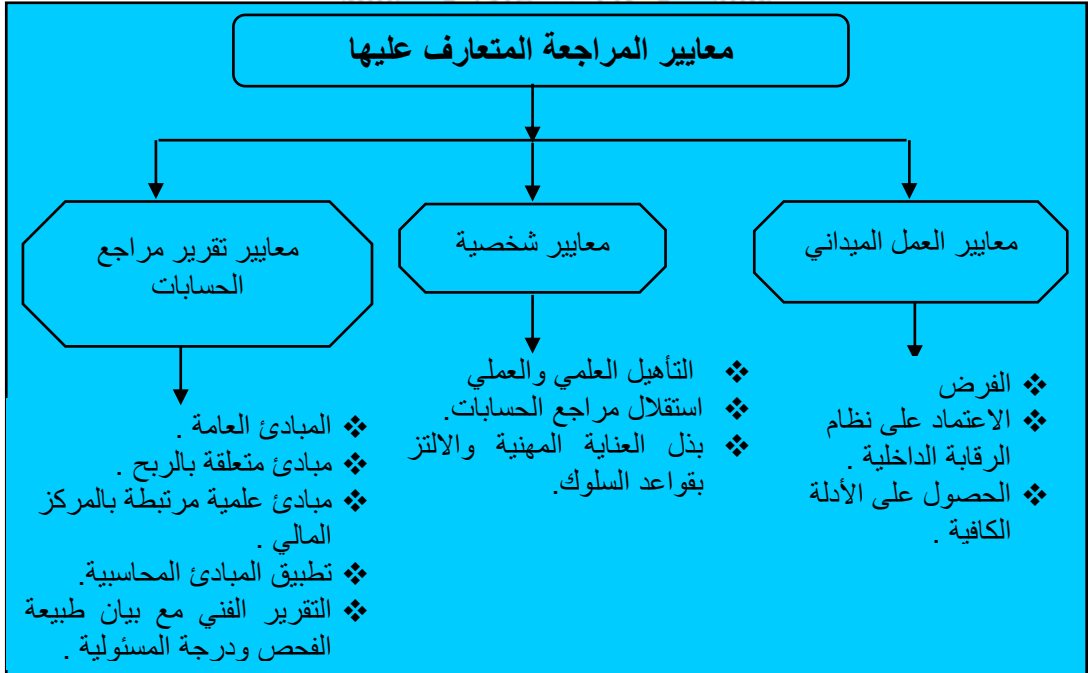 معايير المراجعة المتعارف عليها
معايير العمل الميداني
❖ الفرض
❖ الاعتماد على نظام
الرقابة الداخلية .
❖ الحصول على الأدلة
الكافية .
معايير شخصية
❖ التأهيل العلمي والعملي
❖ استقلال مراجع الحسابات.
❖ بذل العناية المهنية والالتز
بقواعد السلوك.
معايير تقرير مراجع
الحسابات
❖ المبادئ العامة .
❖ مبادئ متعلقة بالربح .
❖ مبادئ علمية مرتبطة بالمركز
المالي .
❖ تطبيق المبادئ المحاسبية.
❖ التقرير الفني مع بيان طبيعة
الفحص ودرجة المسئولية .